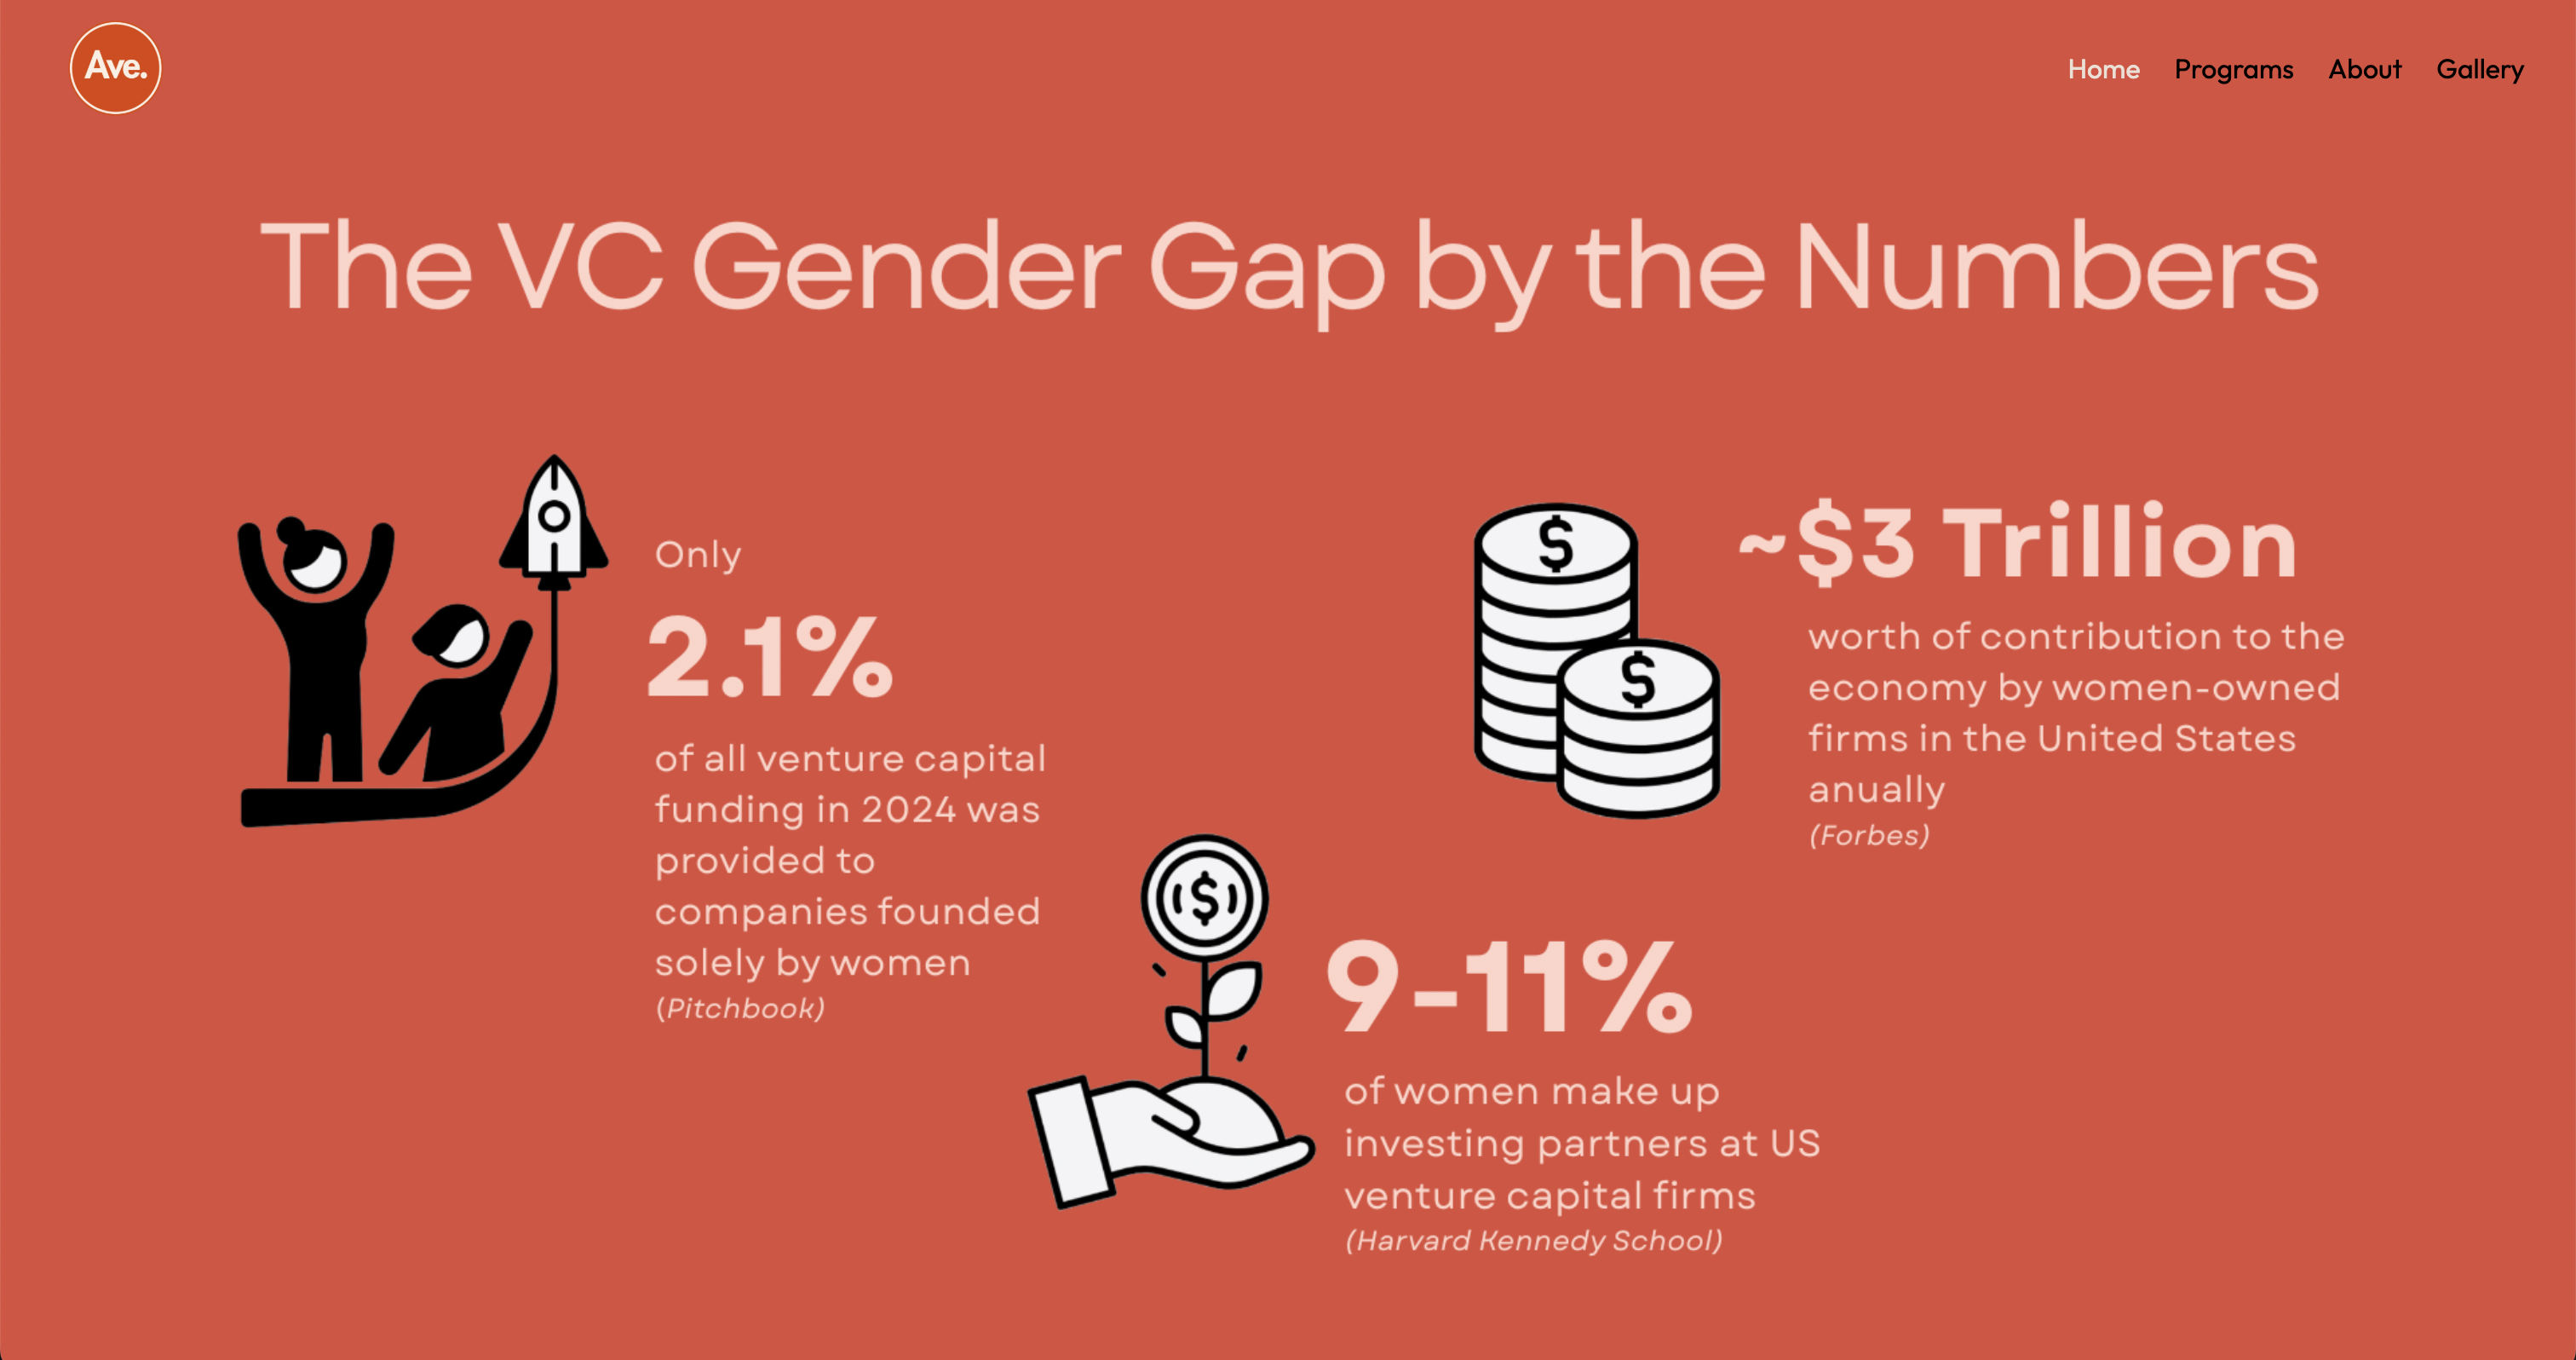 Ave.
Home Programs About Gallery
The VC Gender Gap by the Numbers
Only
2.1%
of all venture capital
funding in 2024 was
provided to
companies founded
solely by women
(Pitchbook)
$
$
~$3 Trillion
worth of contribution to the
economy by women-owned
firms in the United States
anually
(Forbes)
($)
9-11%
of women make up
investing partners at US
venture capital firms
(Harvard Kennedy School)